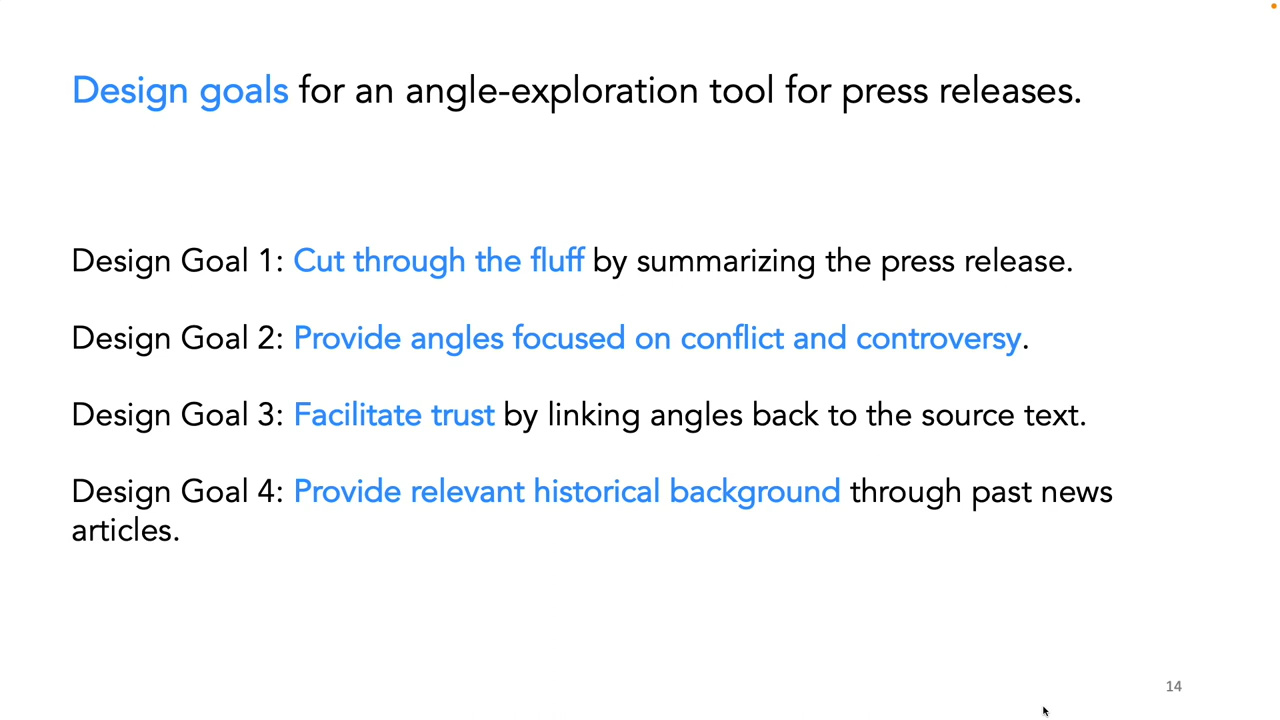 Design goals for an angle-exploration tool for press releases.
Design Goal 1: Cut through the fluff by summarizing the press release.
Design Goal 2: Provide angles focused on conflict and controversy.
Design Goal 3: Facilitate trust by linking angles back to the source text.
Design Goal 4: Provide relevant historical background through past news
articles.
14